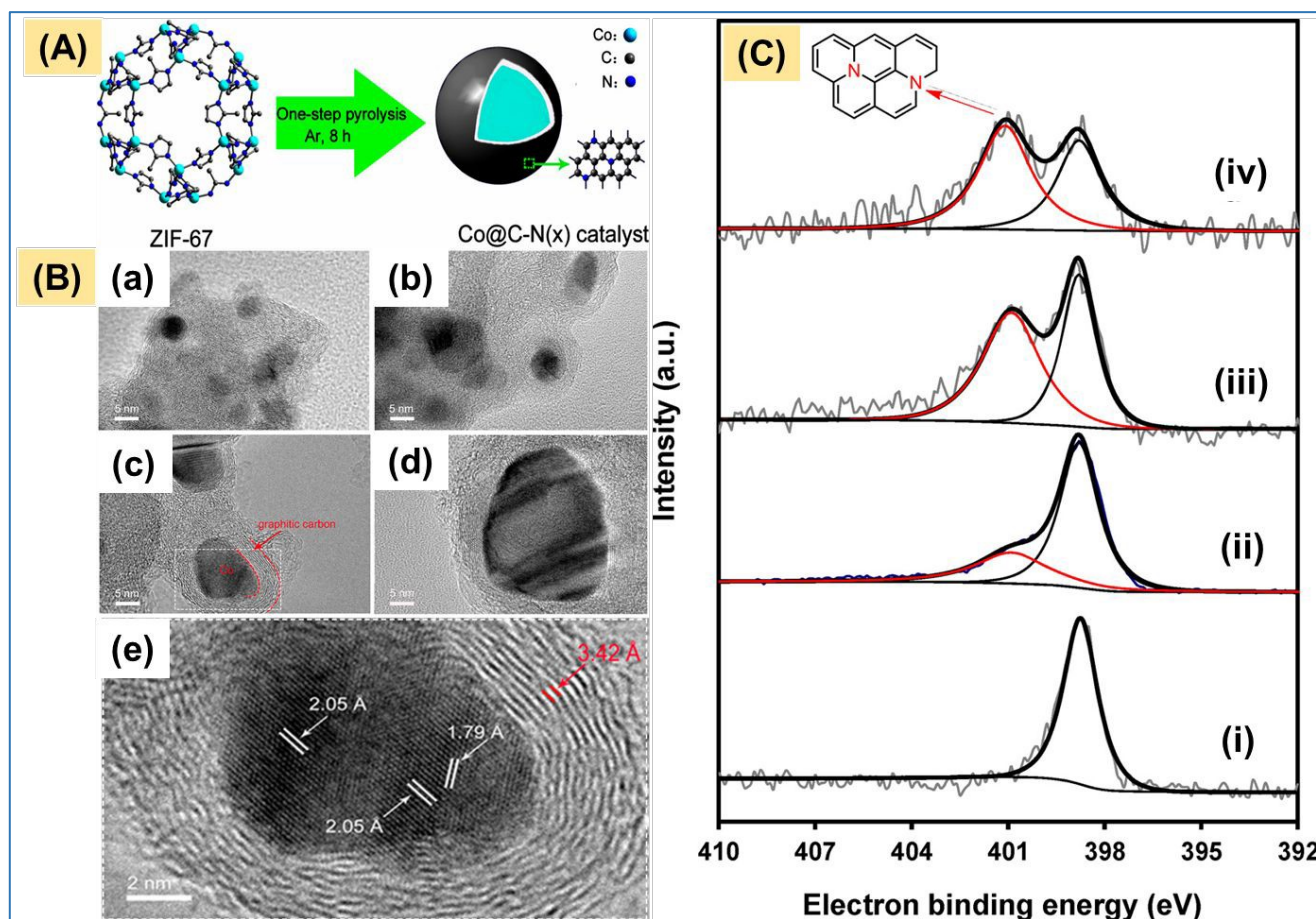 (A)
Co:
C:
N:
One-step pyrolysis
Ar, 8 h
ZIF-67
Co@C-N(x) catalyst
(B)
(a)
5 nm
(b)
5 nm
(c)
graphitic carbon
5 nm
(d)
5 nm
(e)
3.42 Å
2.05 Å
1.79 Å
2.05 Å
2 nm
(C)
N
N
(iv)
(iii)
(ii)
(i)
Intensity (a.u.)
410 407 404 401 398 395 392
Electron binding energy (eV)